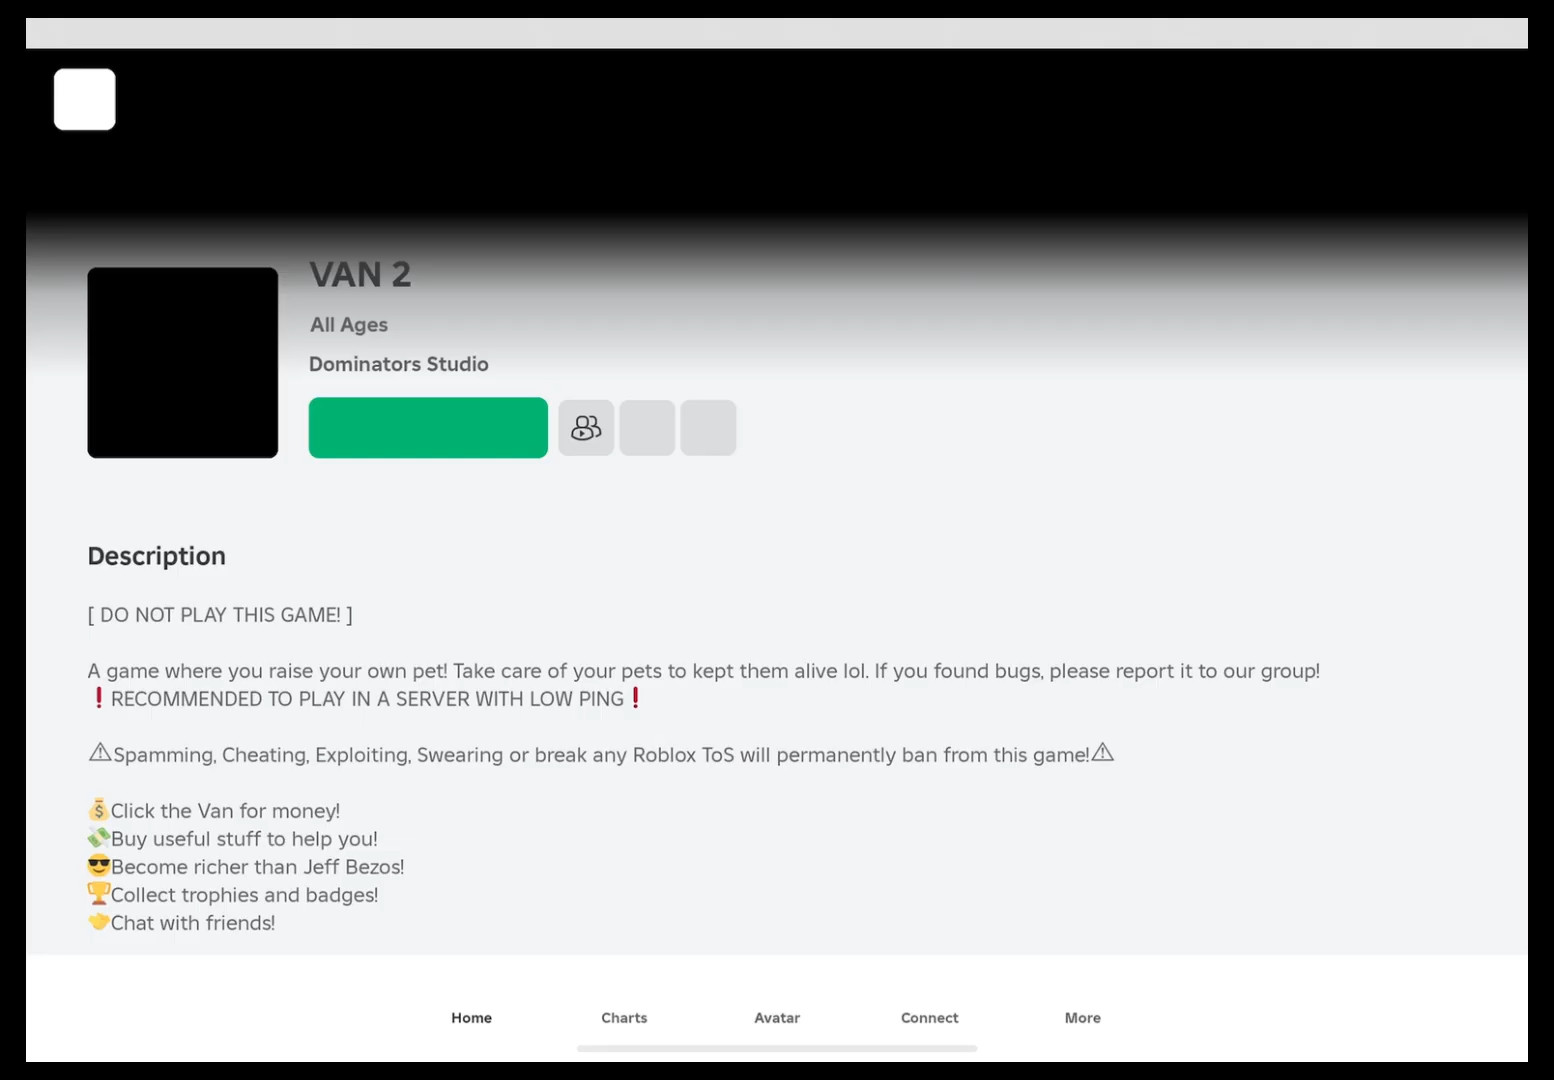 VAN 2
All Ages
Dominators Studio
Description
[ DO NOT PLAY THIS GAME! ]
A game where you raise your own pet! Take care of your pets to kept them alive lol. If you found bugs, please report it to our group!
❗RECOMMENDED TO PLAY IN A SERVER WITH LOW PING❗
⚠Spamming, Cheating, Exploiting, Swearing or break any Roblox ToS will permanently ban from this game!⚠
💰Click the Van for money!
💸Buy useful stuff to help you!
😎Become richer than Jeff Bezos!
🏆Collect trophies and badges!
🤝Chat with friends!
Home Charts Avatar Connect More